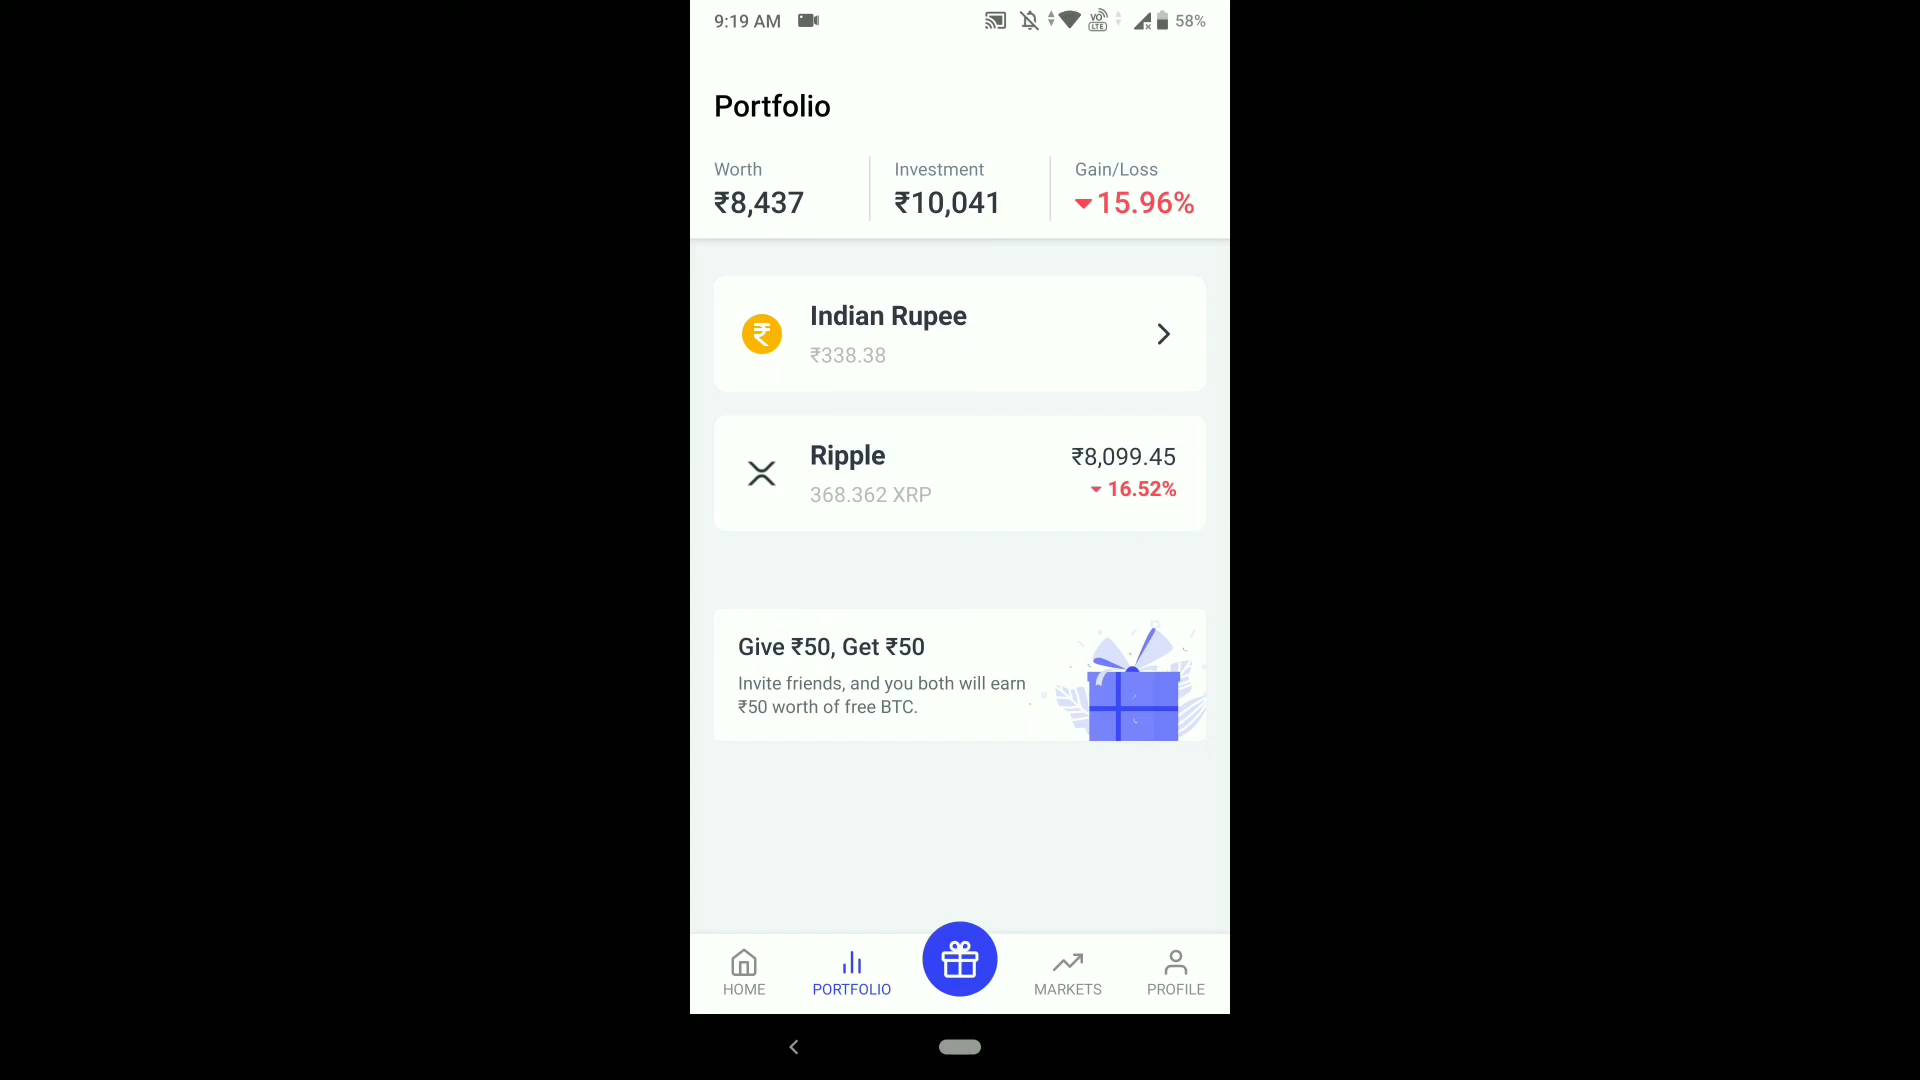 9:19 AM
VO
LTE
58%
Portfolio
Worth
Investment
Gain/Loss
₹8,437
₹10,041
15.96%
Indian Rupee
₹338.38
Ripple
₹8,099.45
368.362 XRP
16.52%
Give ₹50, Get ₹50
Invite friends, and you both will earn
₹50 worth of free BTC.
HOME
PORTFOLIO
MARKETS
PROFILE